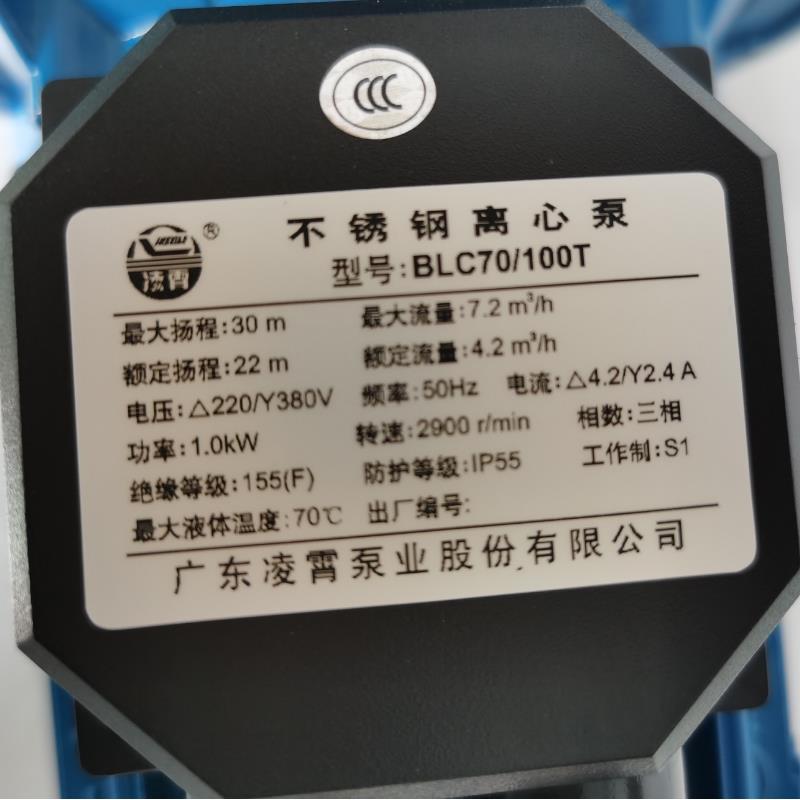 CCC
LINGXIAO
凌霄
®
不锈钢离心泵
型号:BLC70/100T
最大扬程:30 m 最大流量:7.2 m³/h
额定扬程:22 m 额定流量:4.2 m³/h
电压:△220/Y380V 频率:50Hz 电流:△4.2/Y2.4 A
功率:1.0kW 转速:2900 r/min 相数:三相
绝缘等级:155(F) 防护等级:IP55 工作制:S1
最大液体温度:70℃ 出厂编号:
广东凌霄泵业股份有限公司